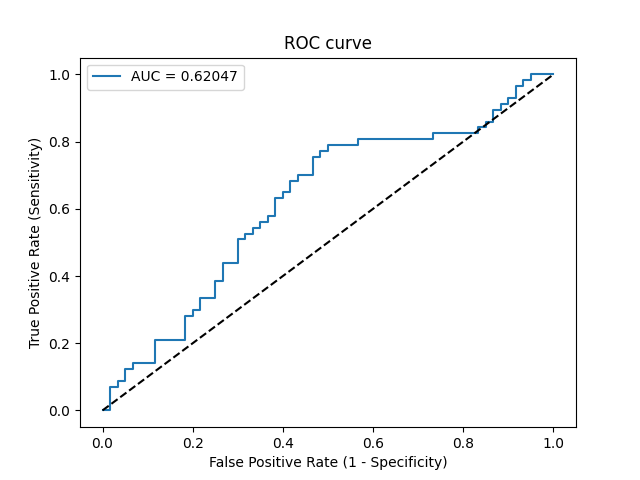 ROC curve
AUC = 0.62047
1.0
0.8
0.6
0.4
0.2
0.0
True Positive Rate (Sensitivity)
0.0 0.2 0.4 0.6 0.8 1.0
False Positive Rate (1 - Specificity)